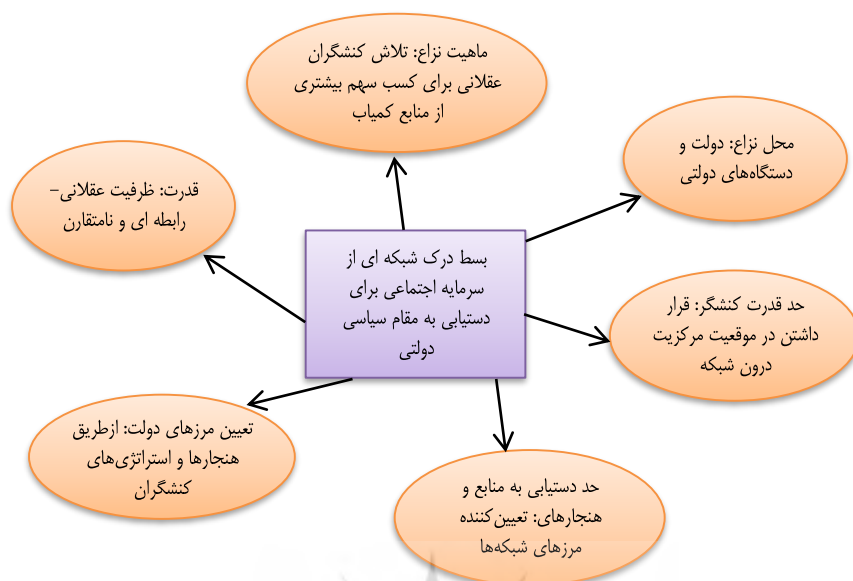 ماهیت نزاع: تلاش کنشگران
عقلانی برای کسب سهم بیشتری
از منابع کمیاب
محل نزاع: دولت و
دستگاه‌های دولتی
قدرت: ظرفیت عقلانی-
رابطه ای و نامتقارن
بسط درک شبکه ای از
سرمایه اجتماعی برای
دستیابی به مقام سیاسی
دولتی
حد قدرت کنشگر: قرار
داشتن در موقعیت مرکزیت
درون شبکه
تعیین مرزهای دولت: ازطریق
هنجارها و استراتژی‌های
کنشگران
حد دستیابی به منابع و
هنجارهای: تعیین‌کننده
مرزهای شبکه‌ها